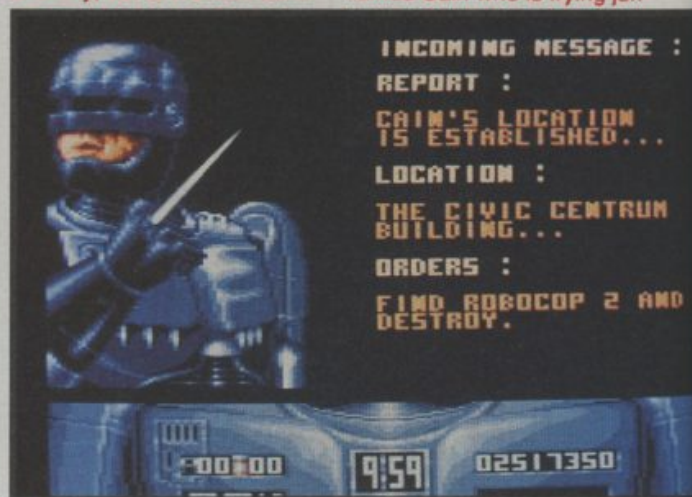 INCOMING MESSAGE :
REPORT :
CAIN'S LOCATION
IS ESTABLISHED...
LOCATION :
THE CIVIC CENTRUM
BUILDING...
ORDERS :
FIND ROBOCOP 2 AND
DESTROY.
00:00
9:59
02517350